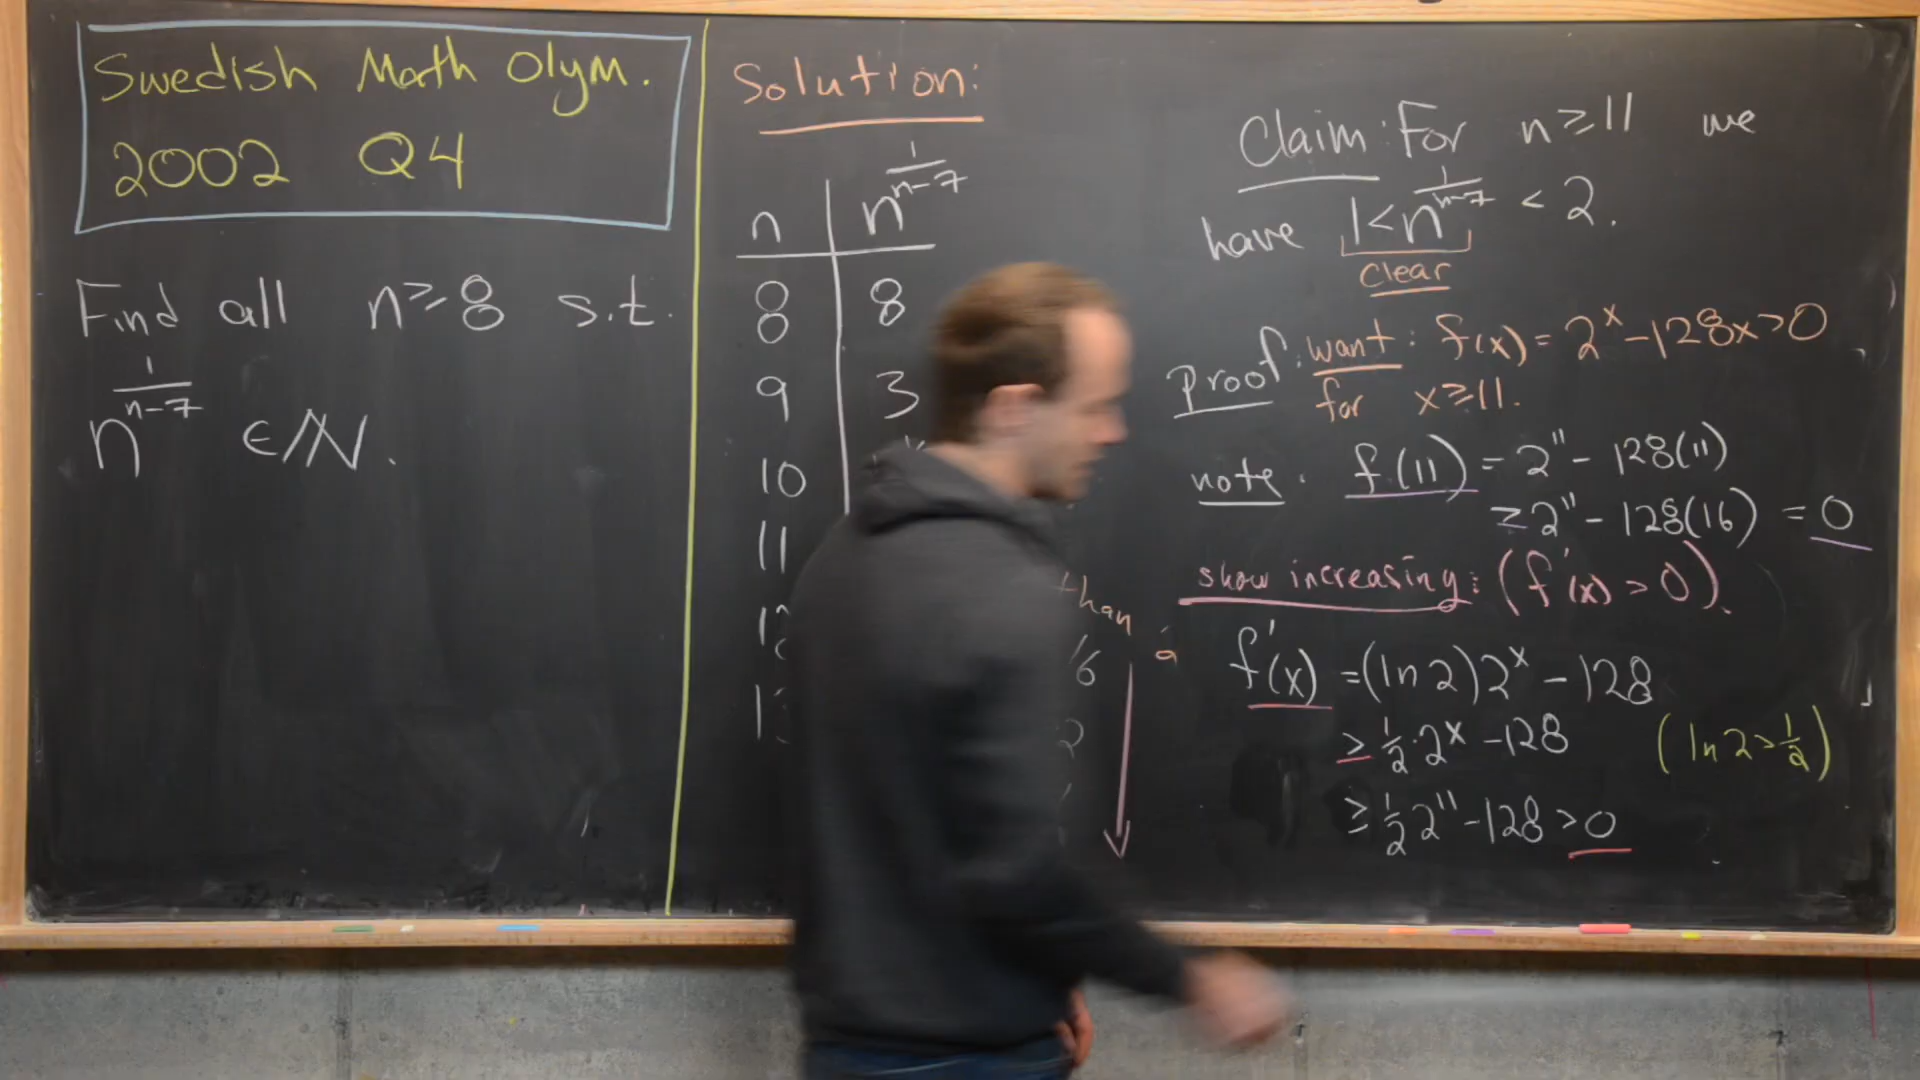 Swedish Math Olym.
2002 Q4
Find all n≥8 s.t.
n^{1/(n-7)} ∈ ℕ.
Solution:
n | n^{1/(n-7)}
8 | 8
9 | 3
10
11
than
a
Claim: For n≥11 we
have 1<n^{1/(n-7)} < 2.
clear
Proof: want: f(x) = 2^x - 128x>0
for x≥11.
note: f(11) = 2^11 - 128(11)
≥2^11 - 128(16) = 0
show increasing: (f'(x) > 0).
f'(x) = (ln 2)2^x - 128
≥ 1/2 · 2^x - 128 (ln 2 > 1/2)
≥ 1/2 2^11 - 128 > 0